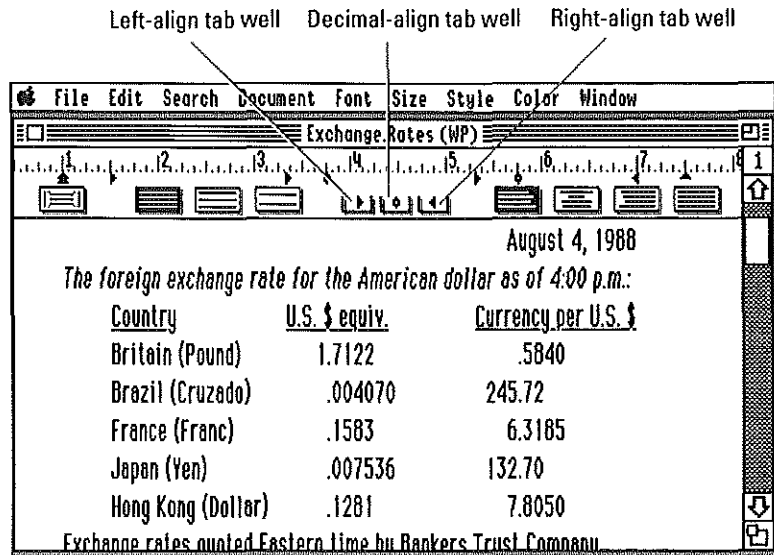 Left-align tab well Decimal-align tab well Right-align tab well
File Edit Search Document Font Size Style Color Window
Exchange.Rates (WP)
1 2 3 4 5 6 7 8 i
August 4, 1988
The foreign exchange rate for the American dollar as of 4:00 p.m.:
Country U.S. $ equiv. Currency per U.S. $
Britain (Pound) 1.7122 .5840
Brazil (Cruzado) .004070 245.72
France (Franc) .1583 6.3185
Japan (Yen) .007536 132.70
Hong Kong (Dollar) .1281 7.8050
Exchange rates quoted Eastern time by Bankers Trust Company